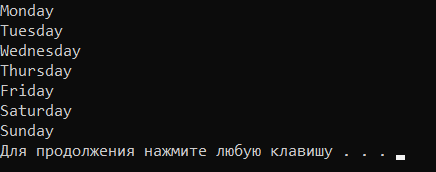 Monday
Tuesday
Wednesday
Thursday
Friday
Saturday
Sunday
Для продолжения нажмите любую клавишу . . .